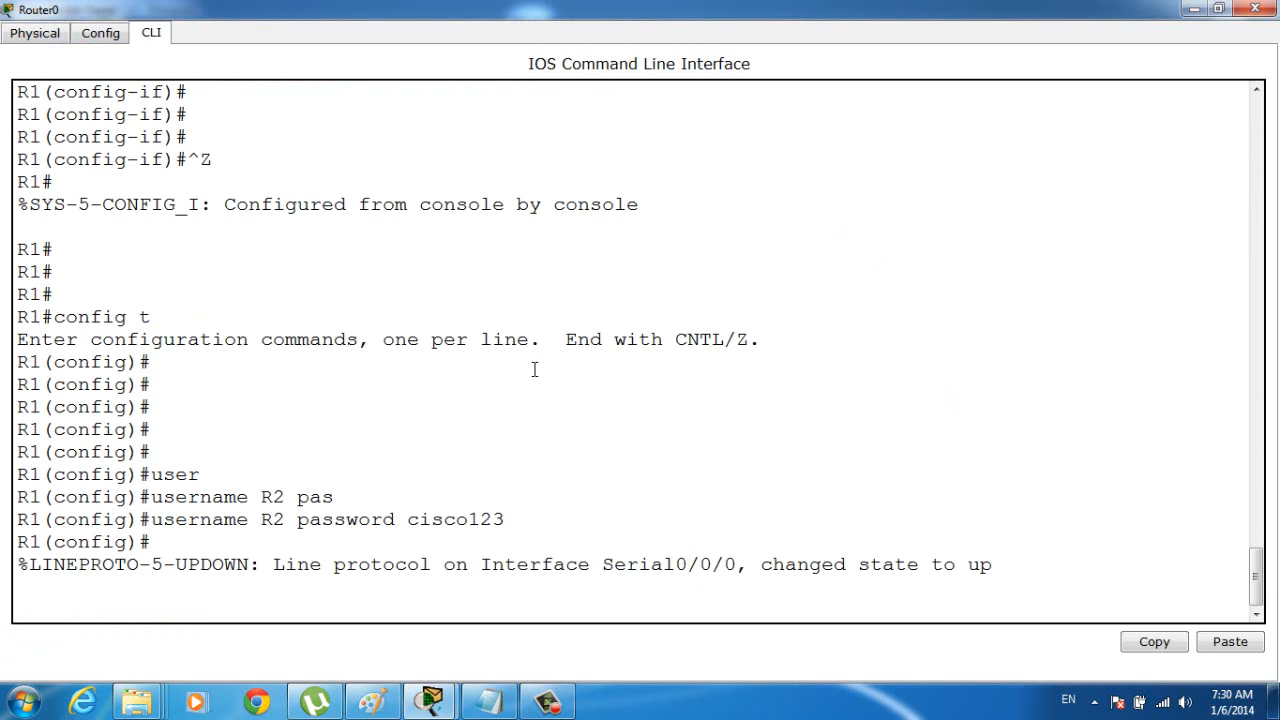 Router0
Physical Config CLI
IOS Command Line Interface
R1(config-if)#
R1(config-if)#
R1(config-if)#
R1(config-if)#^Z
R1#
%SYS-5-CONFIG_I: Configured from console by console
R1#
R1#
R1#
R1#config t
Enter configuration commands, one per line.  End with CNTL/Z.
R1(config)#
R1(config)#
R1(config)#
R1(config)#
R1(config)#
R1(config)#user
R1(config)#username R2 pas
R1(config)#username R2 password cisco123
R1(config)#
%LINEPROTO-5-UPDOWN: Line protocol on Interface Serial0/0/0, changed state to up
Copy Paste
EN 7:30 AM
1/6/2014